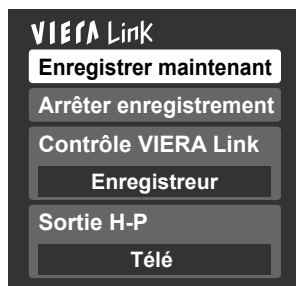 VIERA Link
Enregistrer maintenant
Arrêter enregistrement
Contrôle VIERA Link
Enregistreur
Sortie H-P
Télé